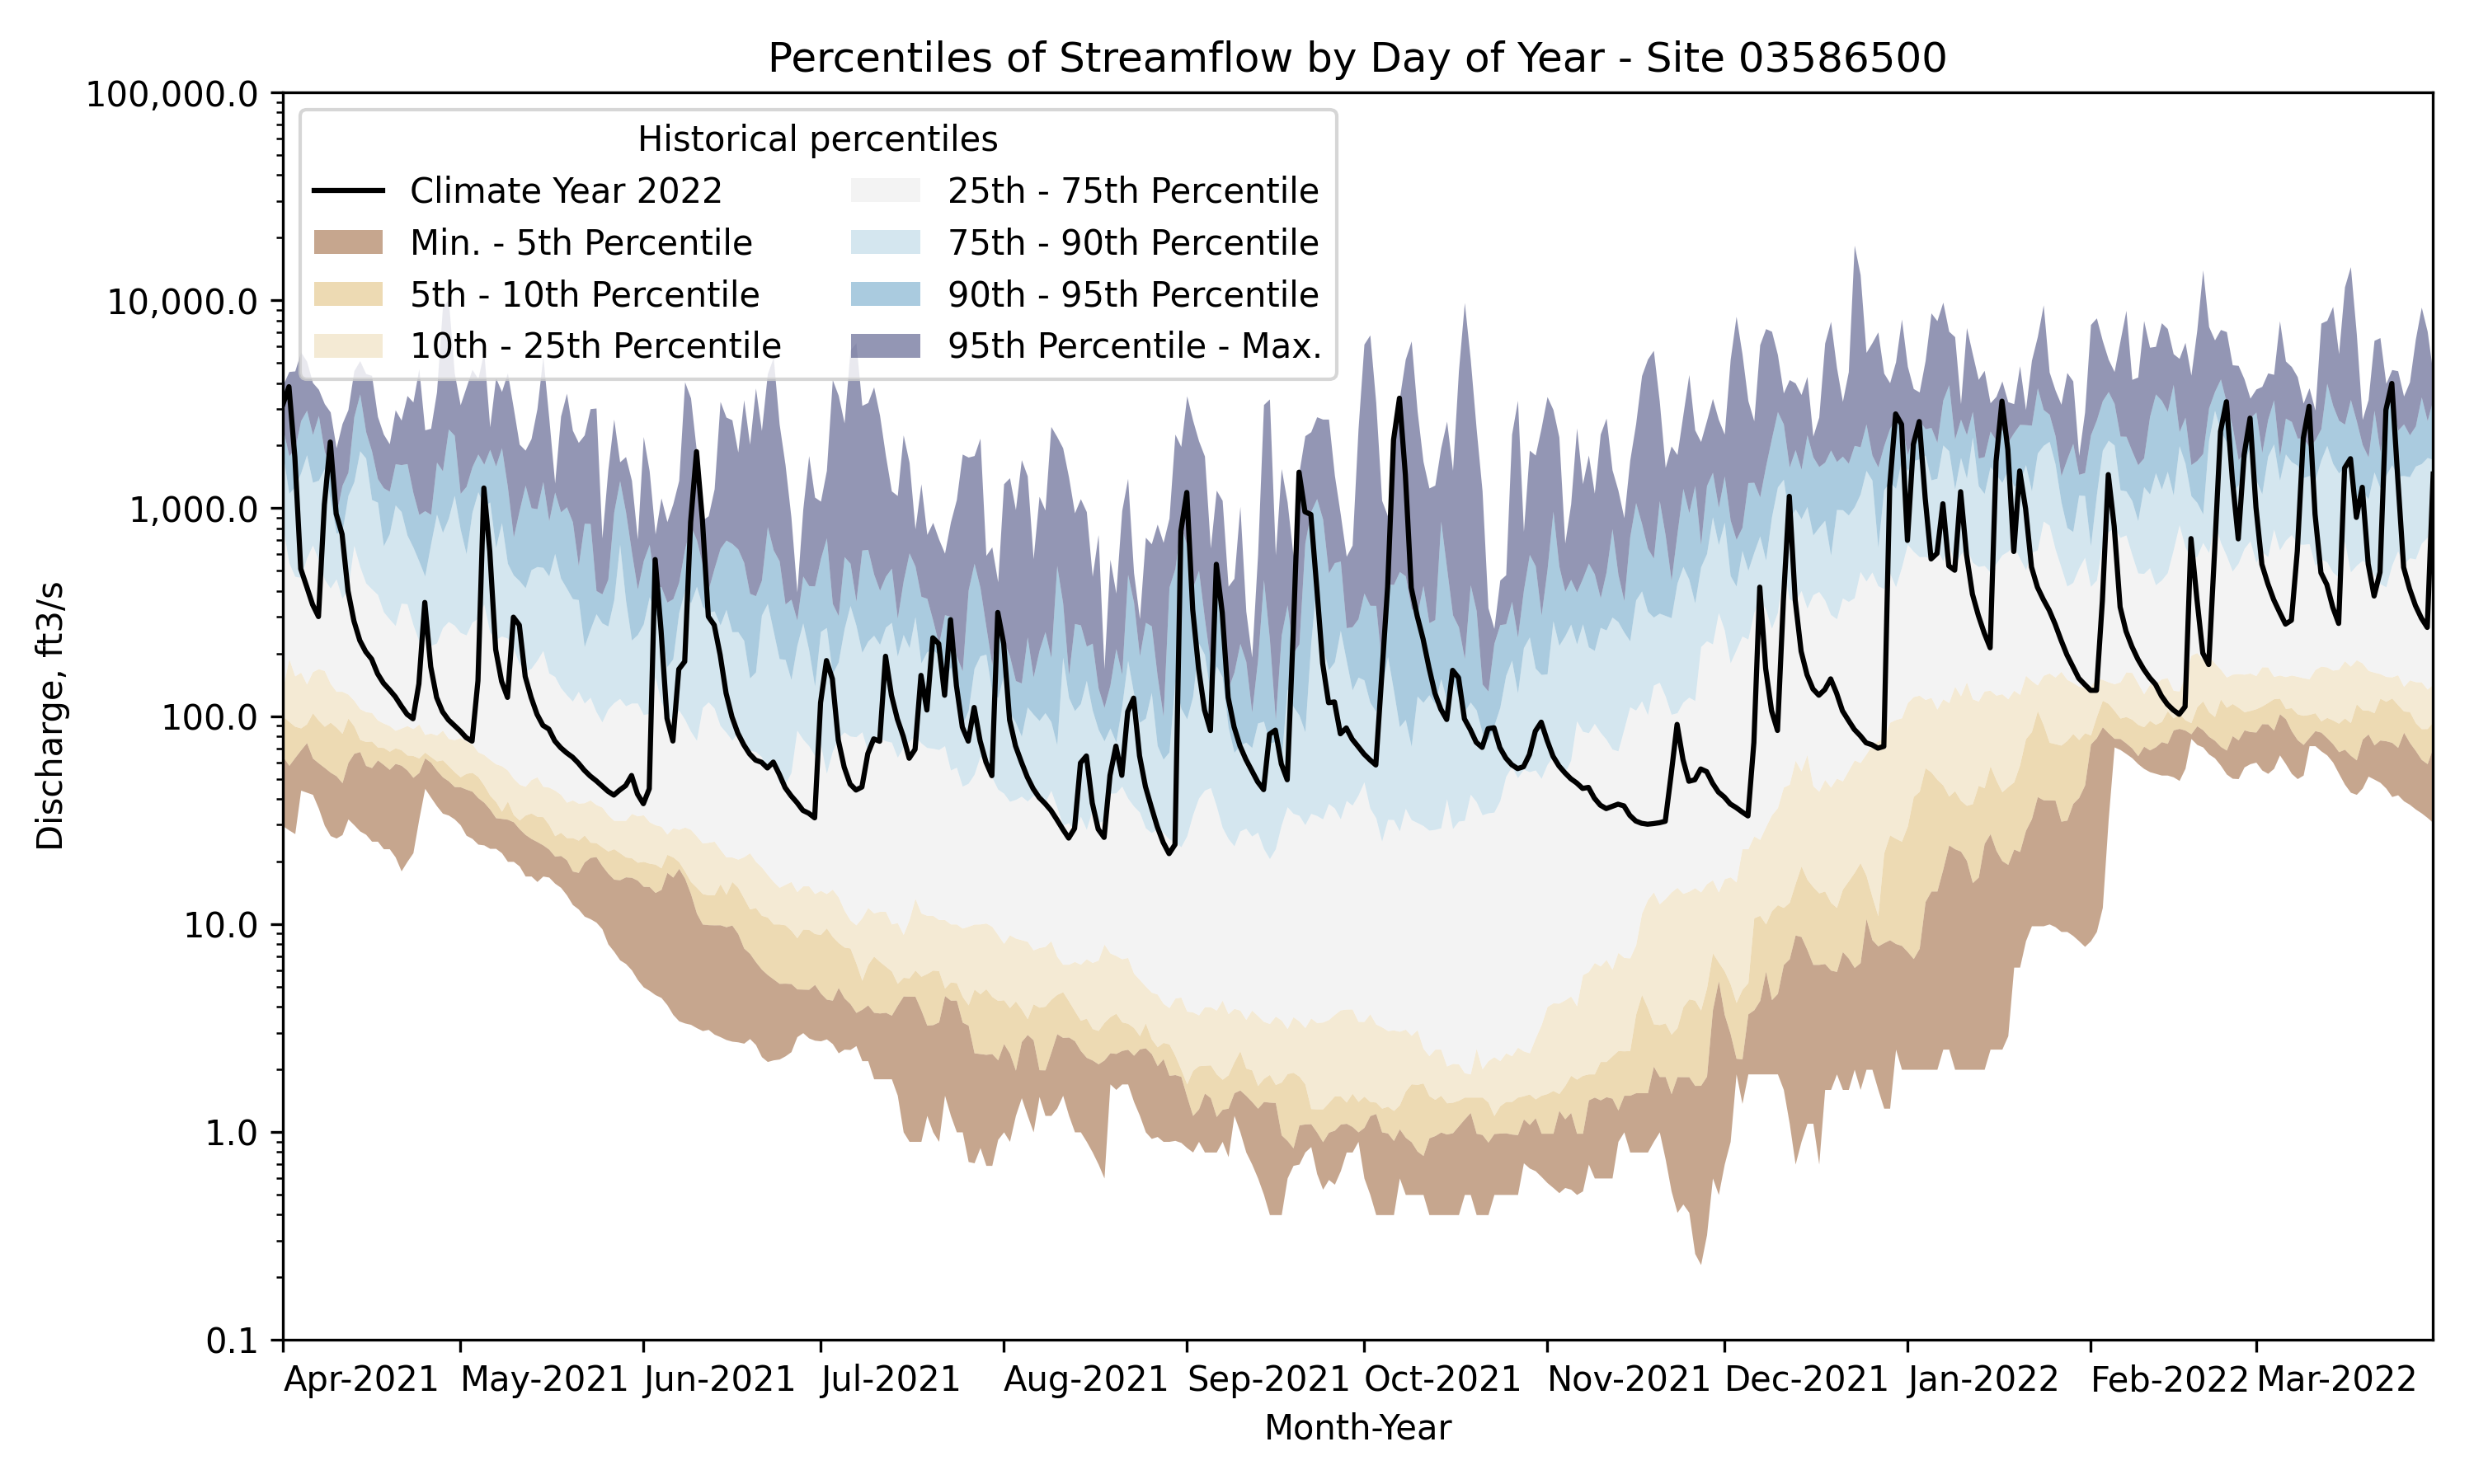 Percentiles of Streamflow by Day of Year - Site 03586500
100,000.0
10,000.0
1,000.0
100.0
10.0
1.0
0.1
Discharge, ft3/s
Historical percentiles
Climate Year 2022
Min. - 5th Percentile
5th - 10th Percentile
10th - 25th Percentile
25th - 75th Percentile
75th - 90th Percentile
90th - 95th Percentile
95th Percentile - Max.
Apr-2021 May-2021 Jun-2021 Jul-2021 Aug-2021 Sep-2021 Oct-2021 Nov-2021 Dec-2021 Jan-2022 Feb-2022 Mar-2022
Month-Year